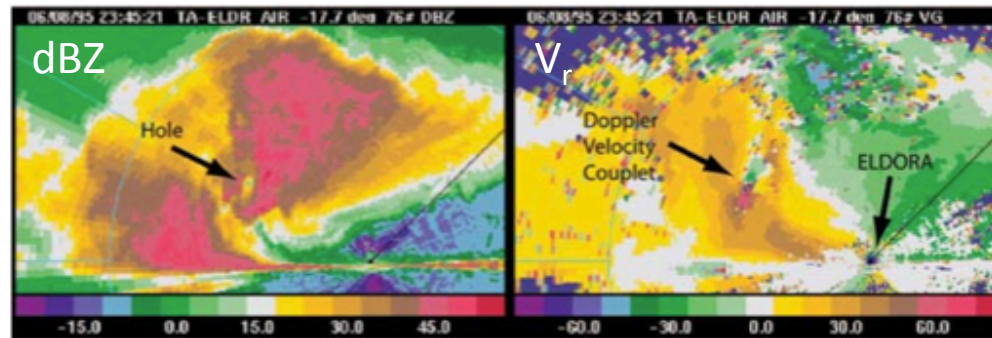 06/08/95 23:45:21 TA-ELDR AIR -17.7 deg 76# DBZ
dBZ
Hole
-15.0 0.0 15.0 30.0 45.0
06/08/95 23:45:21 TA-ELDR AIR -17.7 deg 76# VG
Vr
Doppler
Velocity
Couplet
ELDORA
-60.0 -30.0 0.0 30.0 60.0